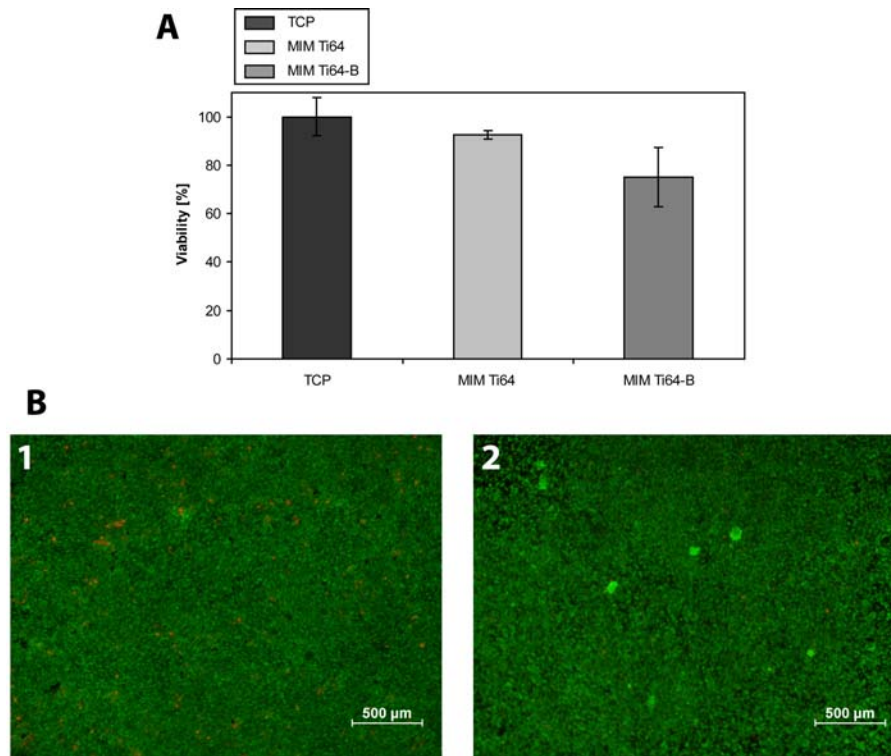 A
TCP
MIM Ti64
MIM Ti64-B
100
80
60
40
20
0
Viability [%]
TCP MIM Ti64 MIM Ti64-B
B
1
500 µm
2
500 µm